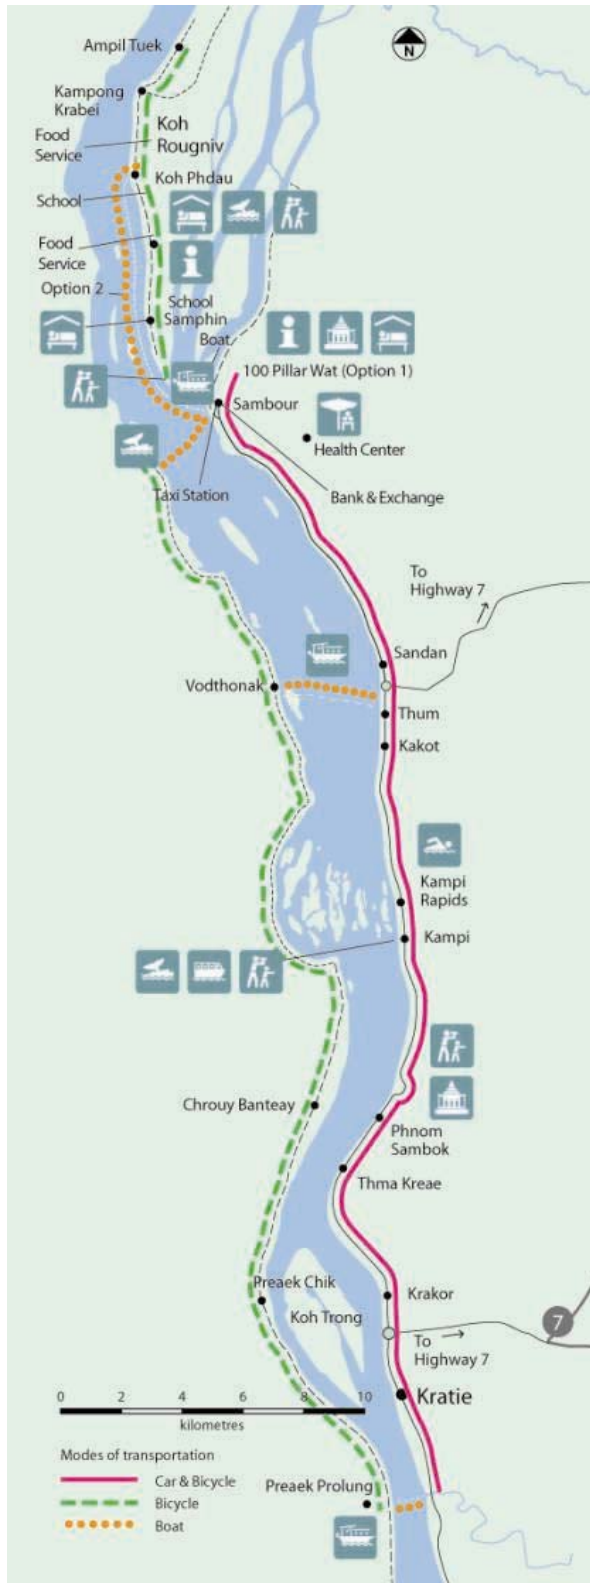 Ampil Tuek
N
Kampong
Krabei
Koh
Rougniv
Food
Service
Koh Phdau
School
Food
Service
Option 2
School
Samphin
Boat
100 Pillar Wat (Option 1)
Sambour
Health Center
Taxi Station
Bank & Exchange
To
Highway 7
Sandan
Vodthonak
Thum
Kakot
Kampi
Rapids
Kampi
Chrouy Banteay
Phnom
Sambok
Thma Kreae
Preaek Chik
Koh Trong
Krakor
7
To
Highway 7
Kratie
0 2 4 6 8 10
kilometres
Modes of transportation
Car & Bicycle
Bicycle
Boat
Preaek Prolung